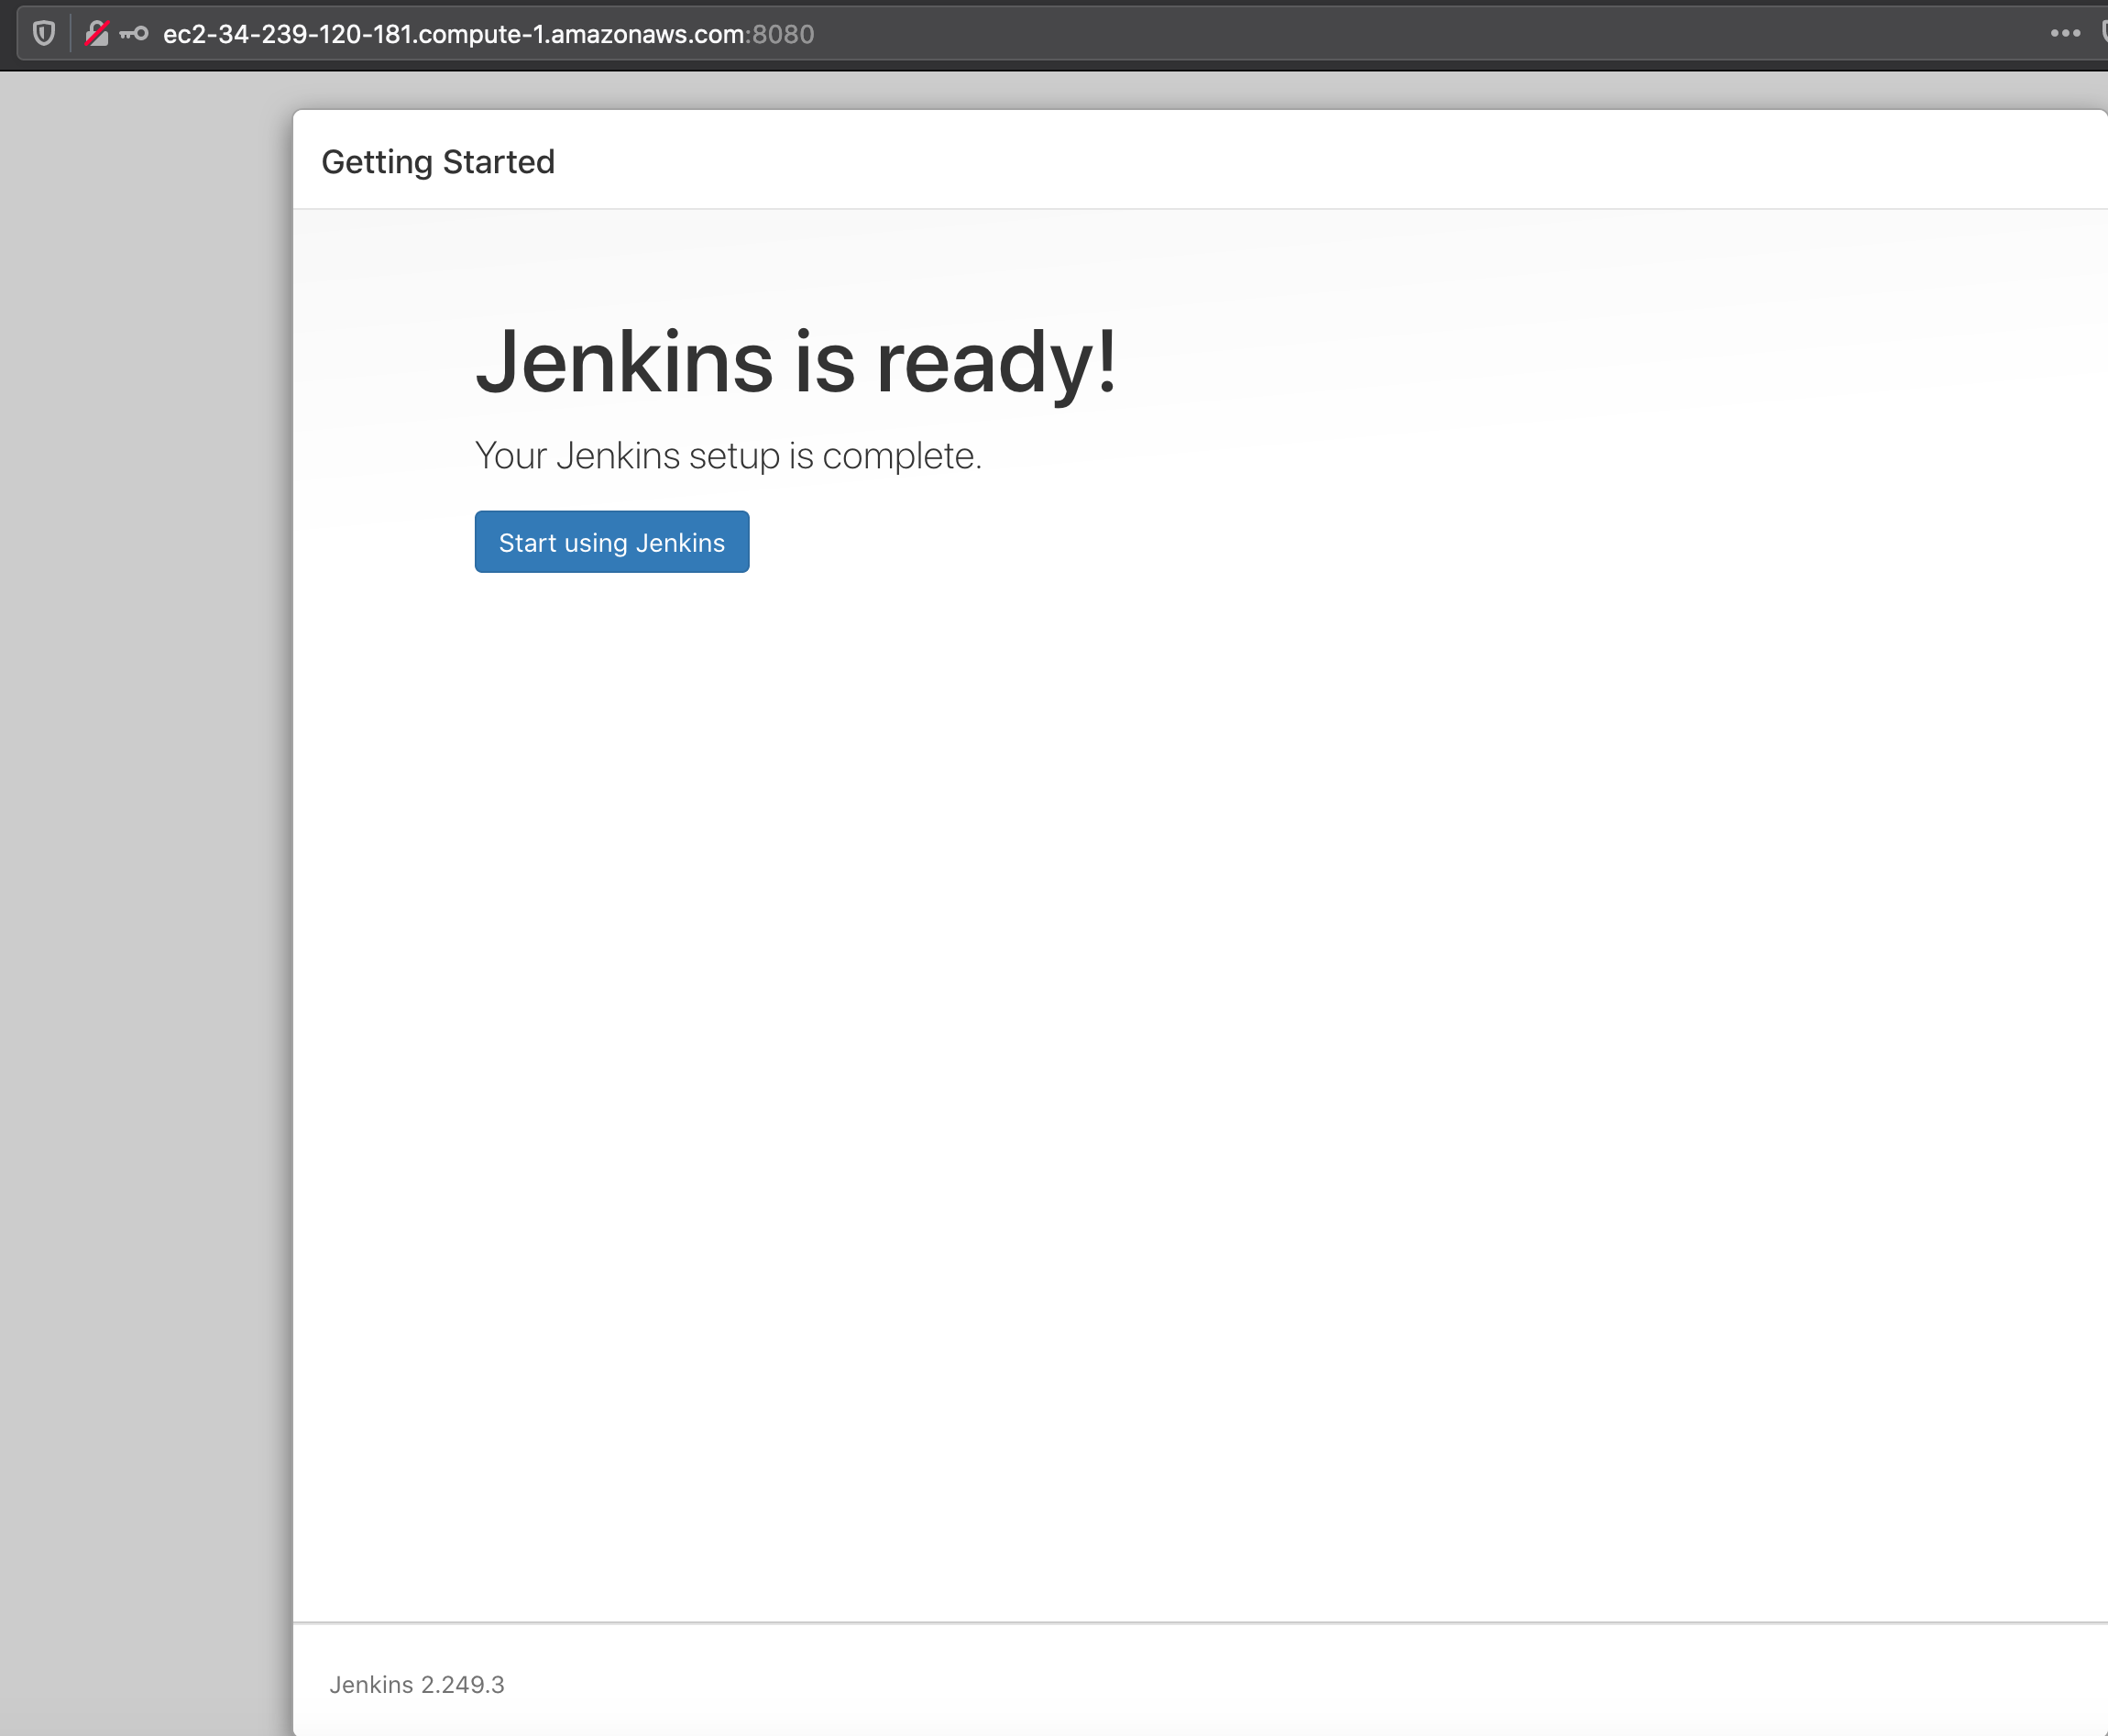 ec2-34-239-120-181.compute-1.amazonaws.com:8080
Getting Started
Jenkins is ready!
Your Jenkins setup is complete.
Start using Jenkins
Jenkins 2.249.3